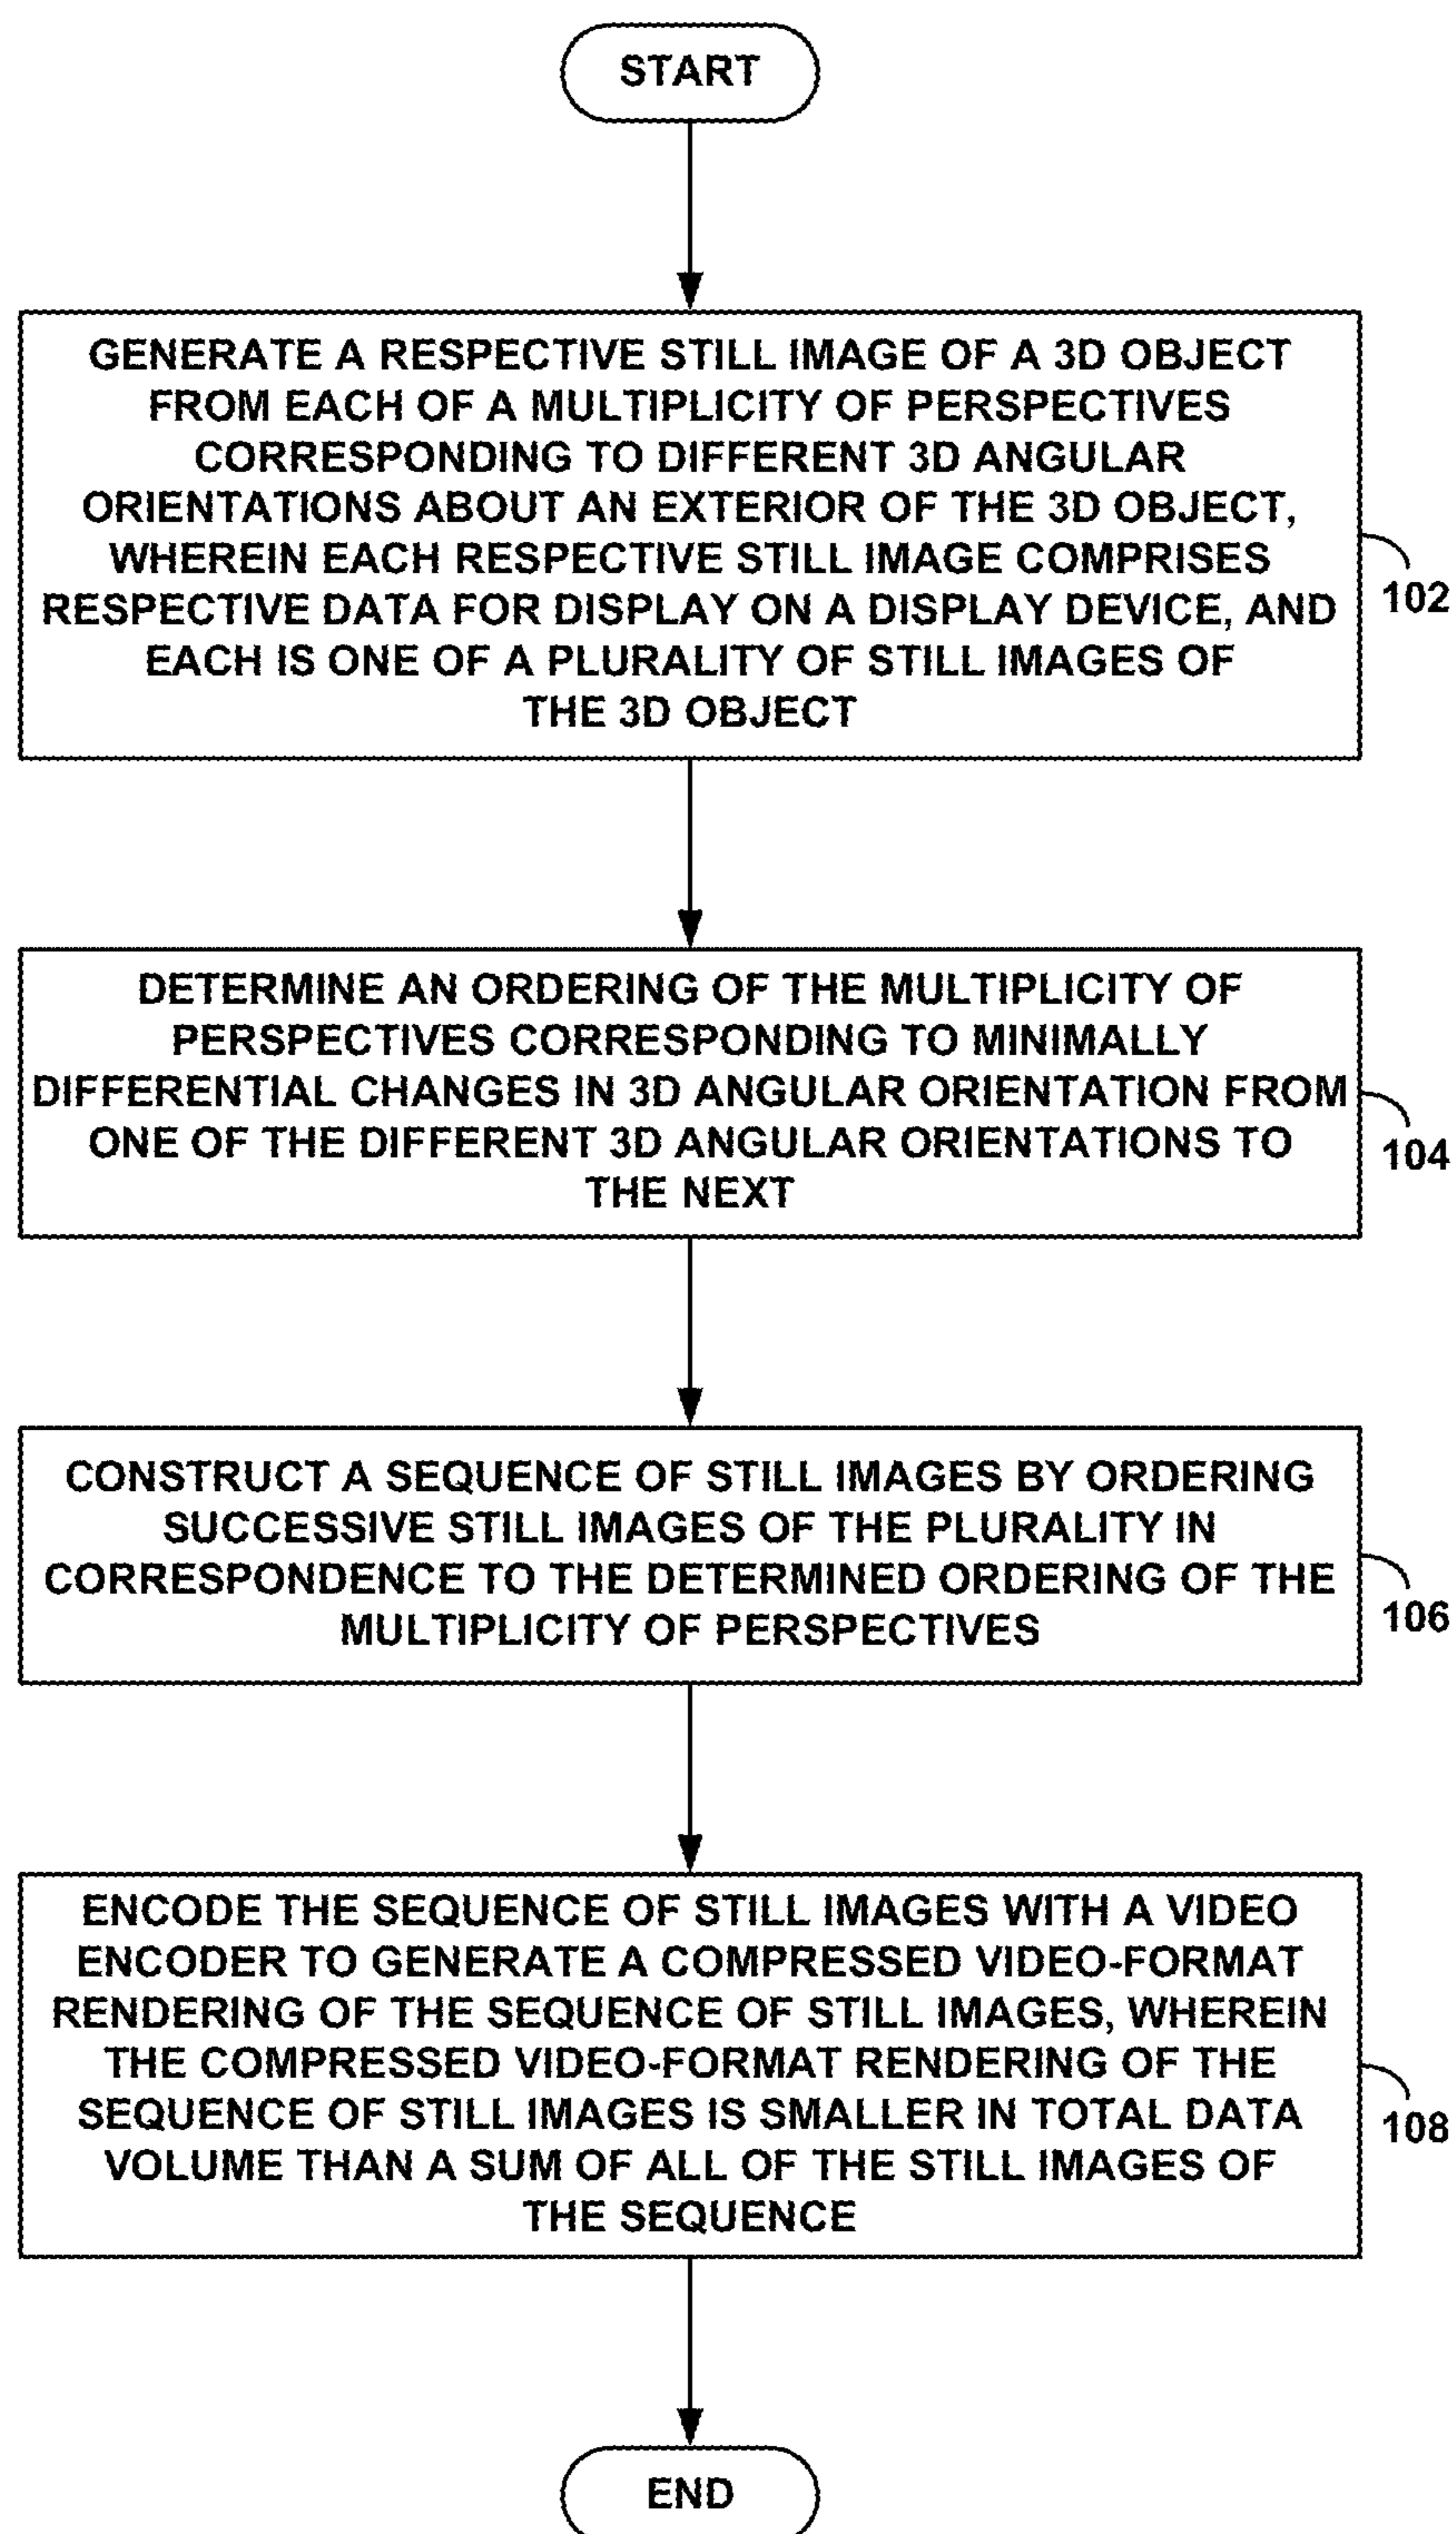 START
GENERATE A RESPECTIVE STILL IMAGE OF A 3D OBJECT
FROM EACH OF A MULTIPLICITY OF PERSPECTIVES
CORRESPONDING TO DIFFERENT 3D ANGULAR
ORIENTATIONS ABOUT AN EXTERIOR OF THE 3D OBJECT,
WHEREIN EACH RESPECTIVE STILL IMAGE COMPRISES
RESPECTIVE DATA FOR DISPLAY ON A DISPLAY DEVICE, AND
EACH IS ONE OF A PLURALITY OF STILL IMAGES OF
THE 3D OBJECT
102
DETERMINE AN ORDERING OF THE MULTIPLICITY OF
PERSPECTIVES CORRESPONDING TO MINIMALLY
DIFFERENTIAL CHANGES IN 3D ANGULAR ORIENTATION FROM
ONE OF THE DIFFERENT 3D ANGULAR ORIENTATIONS TO
THE NEXT
104
CONSTRUCT A SEQUENCE OF STILL IMAGES BY ORDERING
SUCCESSIVE STILL IMAGES OF THE PLURALITY IN
CORRESPONDENCE TO THE DETERMINED ORDERING OF THE
MULTIPLICITY OF PERSPECTIVES
106
ENCODE THE SEQUENCE OF STILL IMAGES WITH A VIDEO
ENCODER TO GENERATE A COMPRESSED VIDEO-FORMAT
RENDERING OF THE SEQUENCE OF STILL IMAGES, WHEREIN
THE COMPRESSED VIDEO-FORMAT RENDERING OF THE
SEQUENCE OF STILL IMAGES IS SMALLER IN TOTAL DATA
VOLUME THAN A SUM OF ALL OF THE STILL IMAGES OF
THE SEQUENCE
108
END